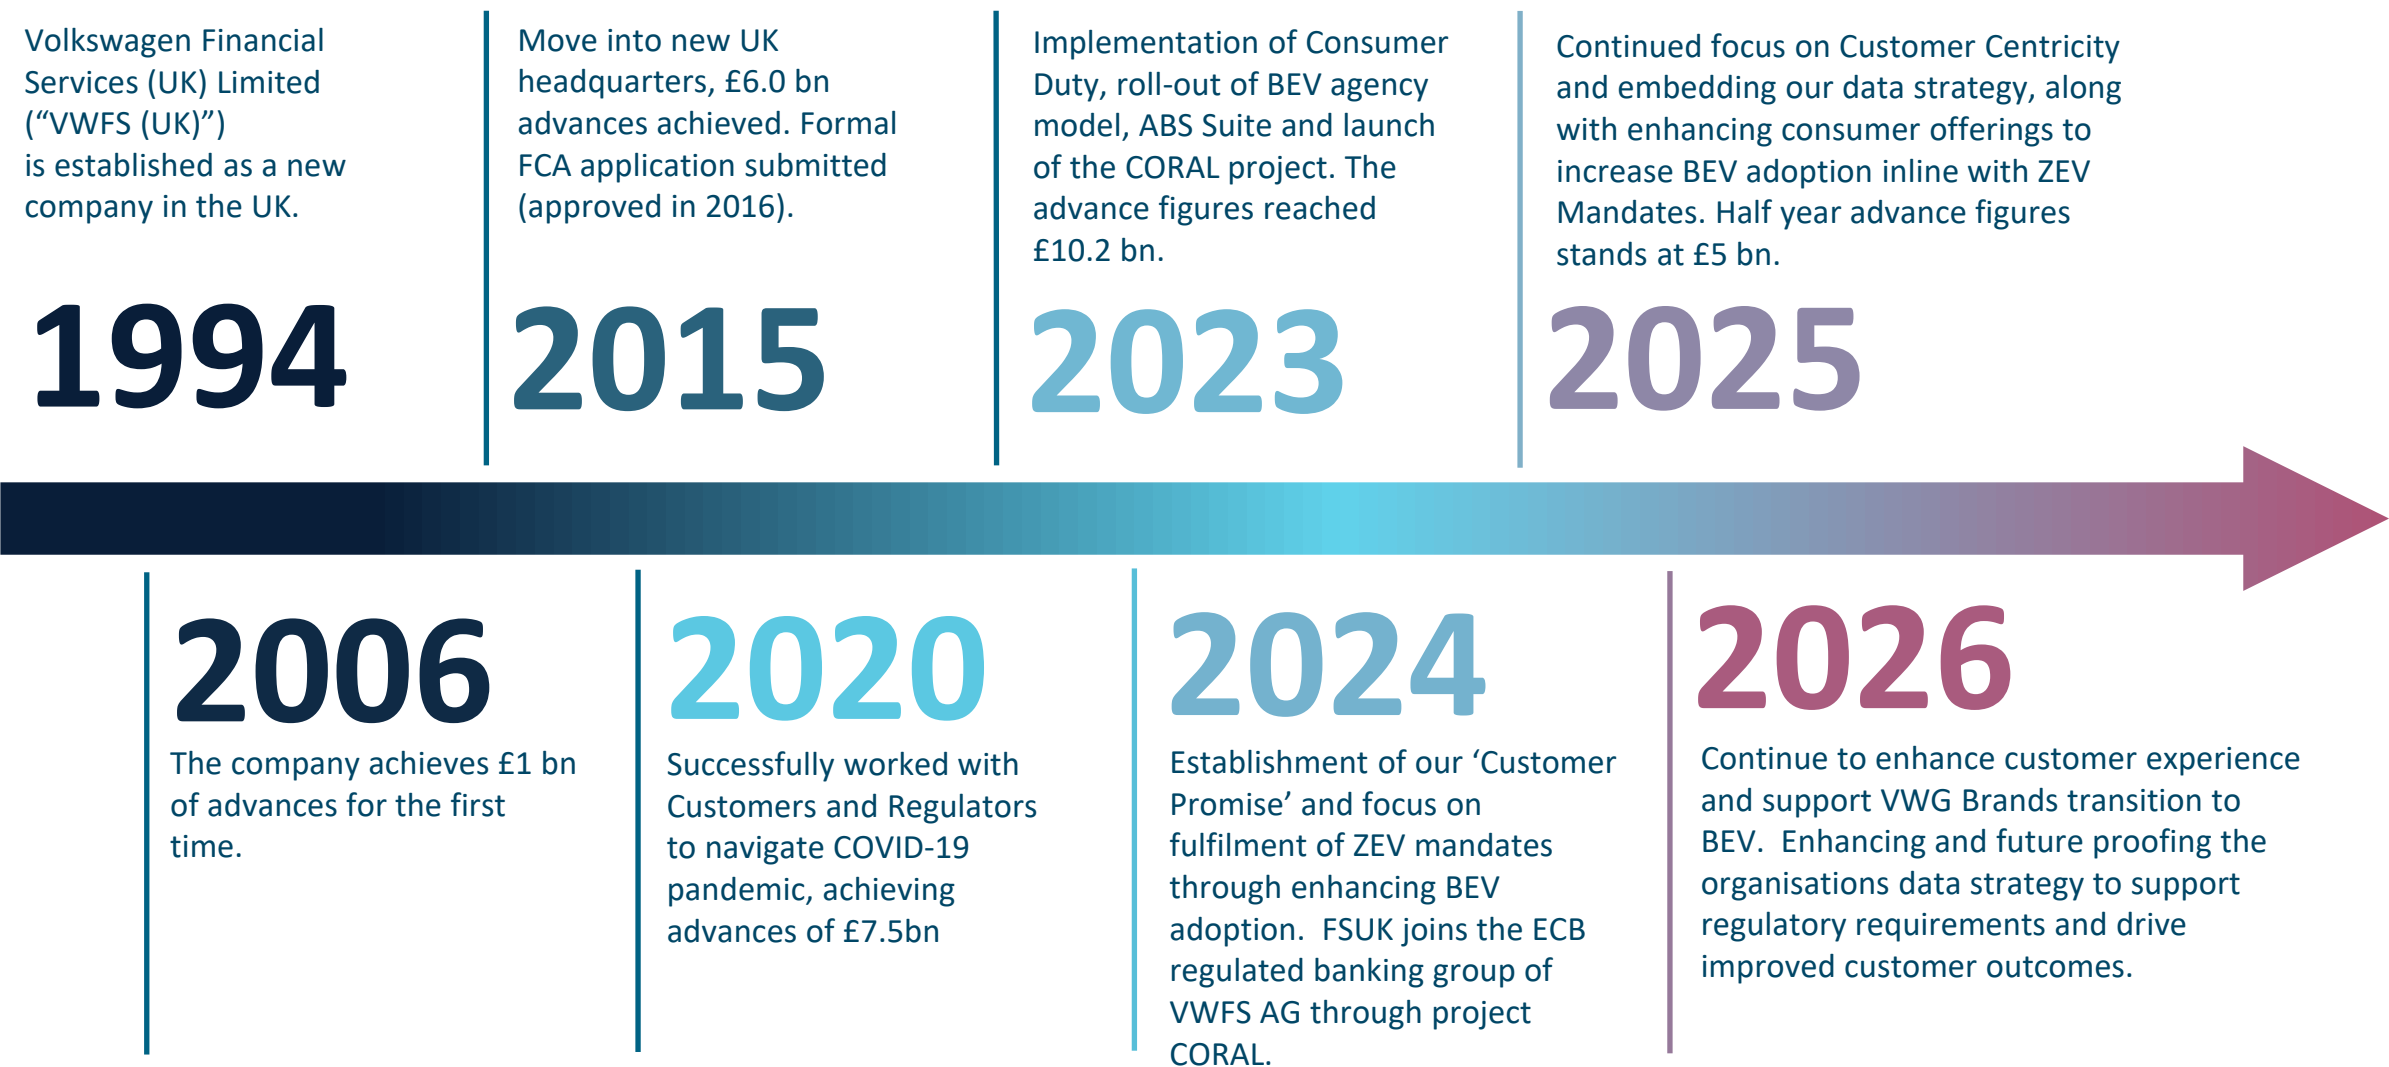 Volkswagen Financial
Services (UK) Limited
(“VWFS (UK)”)
is established as a new
company in the UK.
1994
Move into new UK
headquarters, £6.0 bn
advances achieved. Formal
FCA application submitted
(approved in 2016).
2015
Implementation of Consumer
Duty, roll-out of BEV agency
model, ABS Suite and launch
of the CORAL project. The
advance figures reached
£10.2 bn.
2023
Continued focus on Customer Centricity
and embedding our data strategy, along
with enhancing consumer offerings to
increase BEV adoption inline with ZEV
Mandates. Half year advance figures
stands at £5 bn.
2025
2006
The company achieves £1 bn
of advances for the first
time.
2020
Successfully worked with
Customers and Regulators
to navigate COVID-19
pandemic, achieving
advances of £7.5bn
2024
Establishment of our ‘Customer
Promise’ and focus on
fulfilment of ZEV mandates
through enhancing BEV
adoption.  FSUK joins the ECB
regulated banking group of
VWFS AG through project
CORAL.
2026
Continue to enhance customer experience
and support VWG Brands transition to
BEV.  Enhancing and future proofing the
organisations data strategy to support
regulatory requirements and drive
improved customer outcomes.